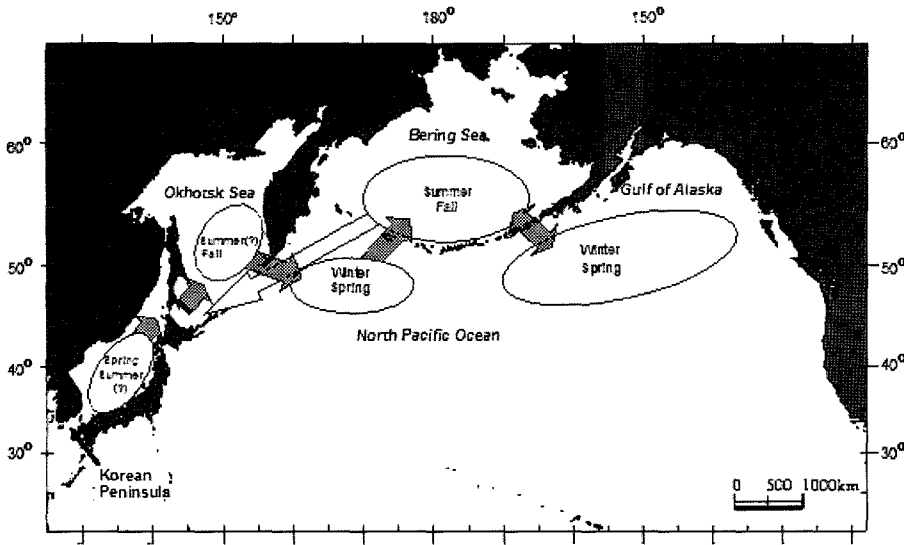 150° 180° 150°
Bering Sea
60° 60°
Okhotsk Sea
Summer
Fall
Gulf of Alaska
Summer(?)
Fall
Winter
Spring
Winter
Spring
50° 50°
North Pacific Ocean
Spring
Summer
(?)
40° 40°
30° 30°
Korean
Peninsula
0 500 1000km